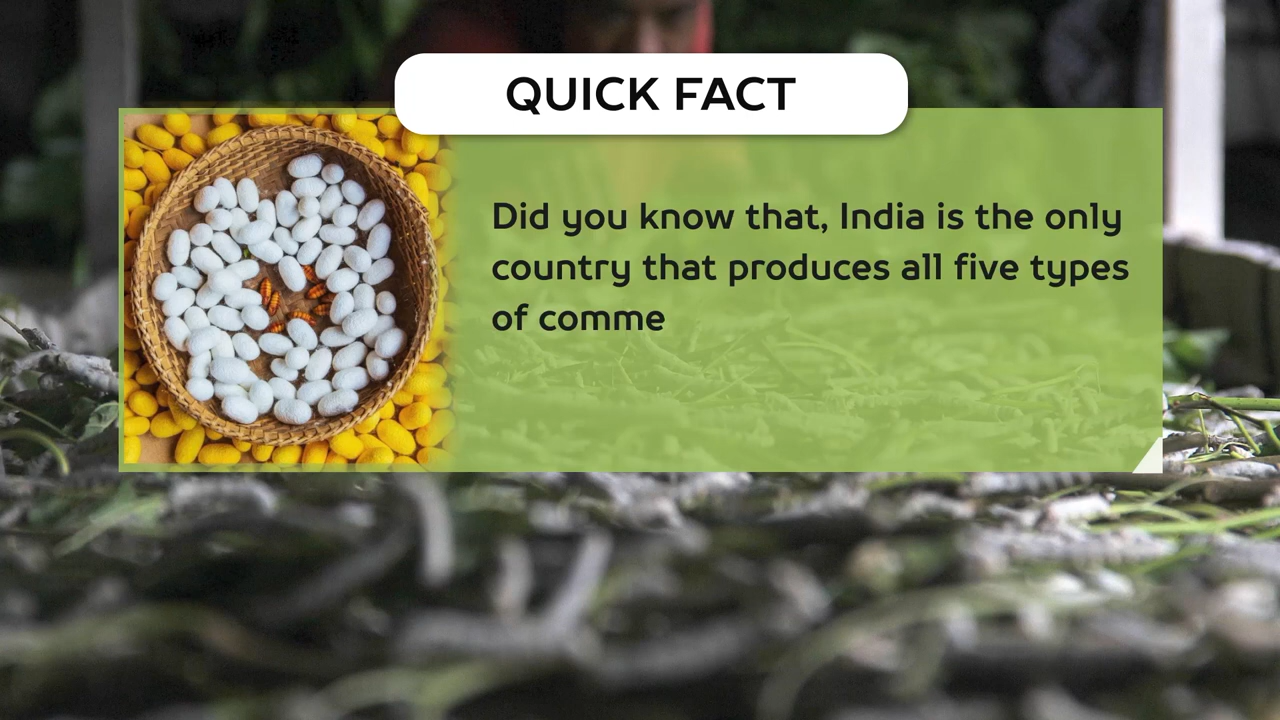 QUICK FACT
Did you know that, India is the only
country that produces all five types
of comme